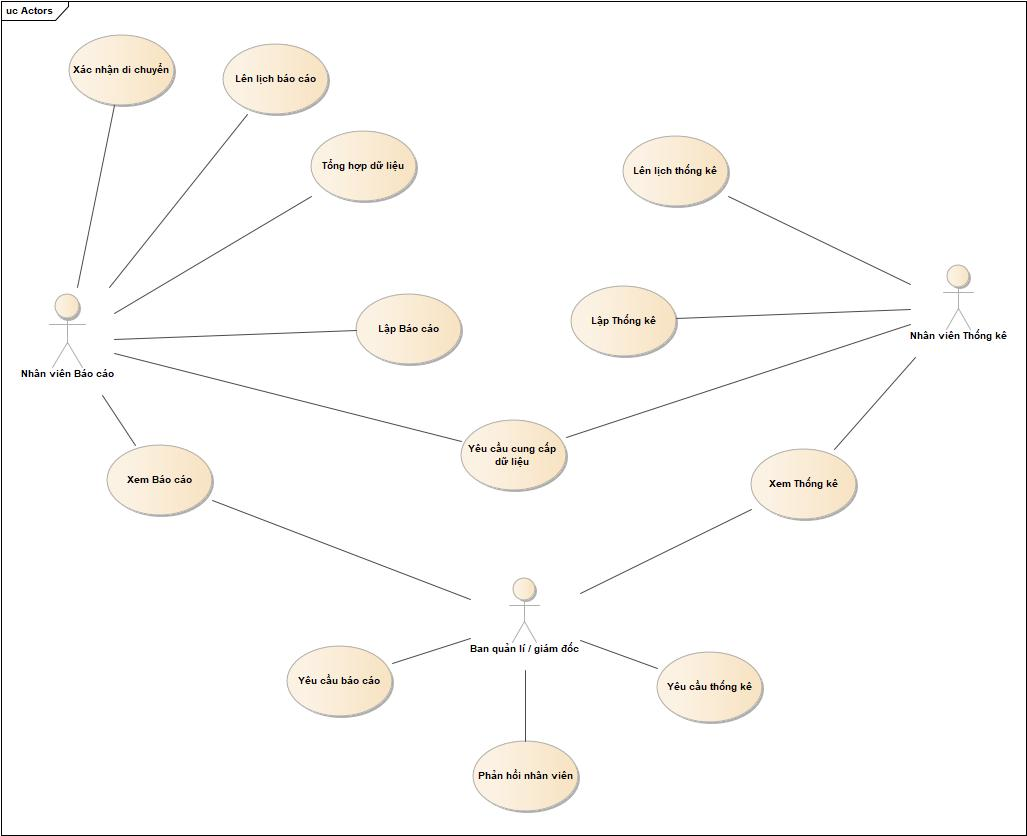 uc Actors
Xác nhận di chuyển
Lên lịch báo cáo
Tổng hợp dữ liệu
Lên lịch thống kê
Lập Báo cáo
Lập Thống kê
Nhân viên Thống kê
Nhân viên Báo cáo
Yêu cầu cung cấp
dữ liệu
Xem Báo cáo
Xem Thống kê
Ban quản lí / giám đốc
Yêu cầu báo cáo
Yêu cầu thống kê
Phản hồi nhân viên